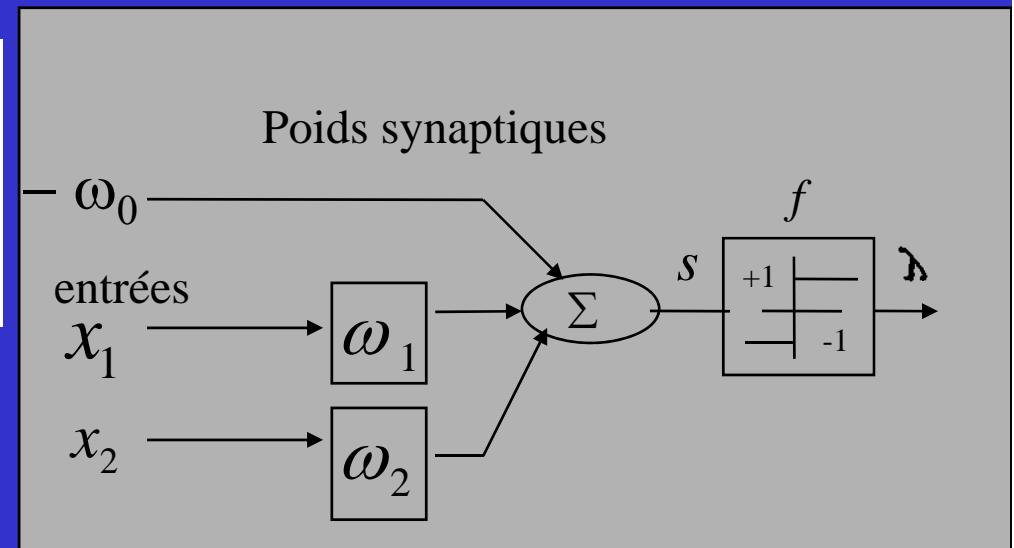 Poids synaptiques
− ω₀
f
entrées
s
λ
x₁
ω₁
Σ
+1
-1
x₂
ω₂